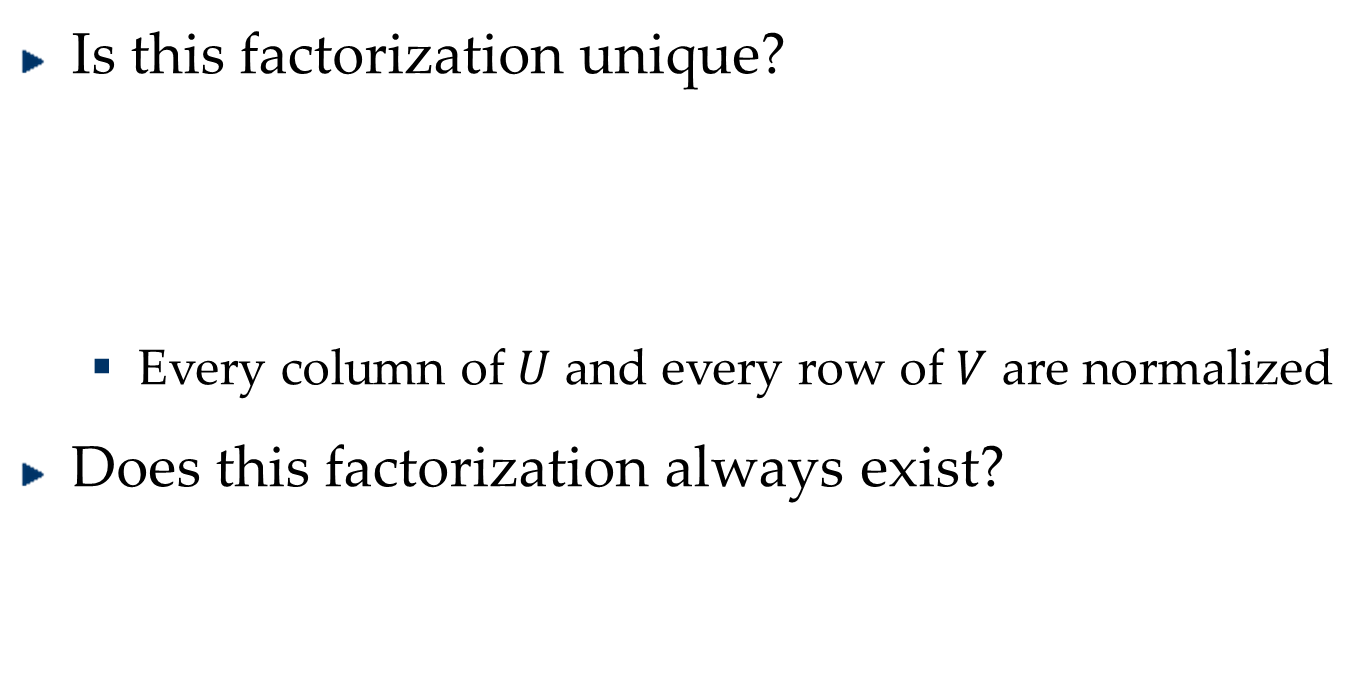 Is this factorization unique?
Every column of U and every row of V are normalized
Does this factorization always exist?